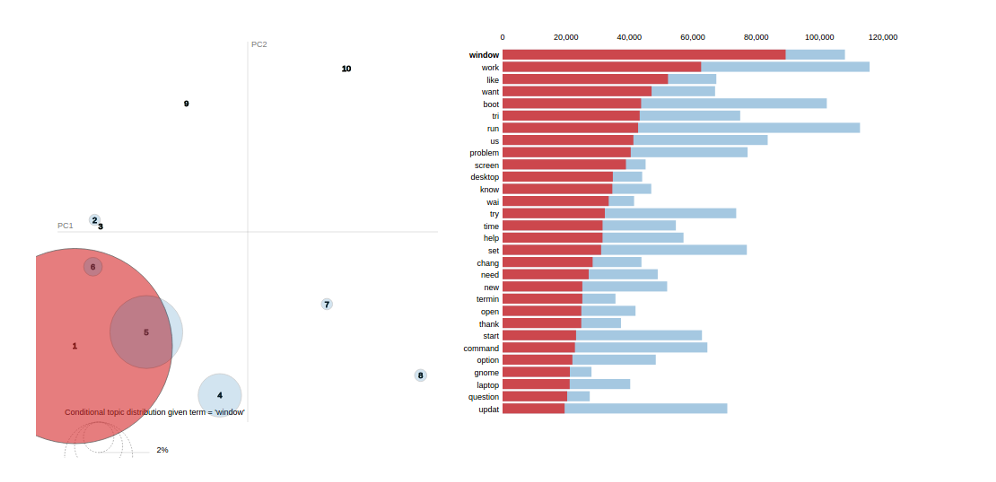 PC2
10
9
2
3
PC1
6
7
5
1
8
4
Conditional topic distribution given term = 'window'
2%
0 20,000 40,000 60,000 80,000 100,000 120,000
window
work
like
want
boot
tri
run
us
problem
screen
desktop
know
wai
try
time
help
set
chang
need
new
termin
open
thank
start
command
option
gnome
laptop
question
updat